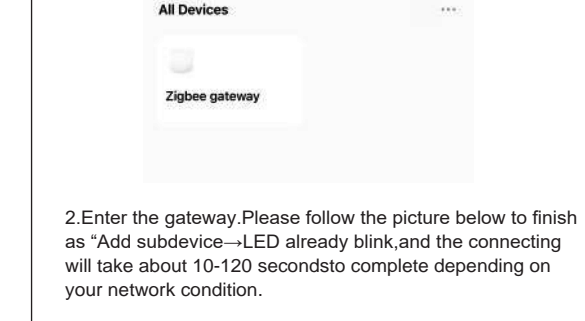 All Devices
Zigbee gateway
2.Enter the gateway.Please follow the picture below to finish
as “Add subdevice→LED already blink,and the connecting
will take about 10-120 secondsto complete depending on
your network condition.